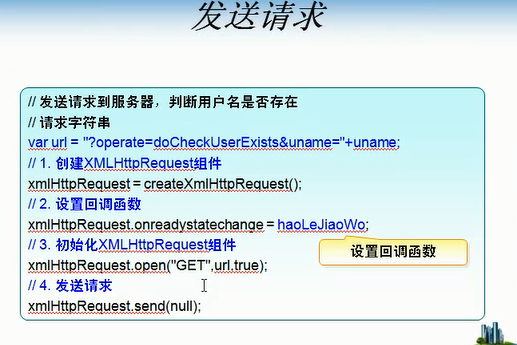 发送请求
// 发送请求到服务器，判断用户名是否存在
// 请求字符串
var url = "?operate=doCheckUserExists&uname="+uname;
// 1. 创建XMLHttpRequest组件
xmlHttpRequest = createXmlHttpRequest();
// 2. 设置回调函数
xmlHttpRequest.onreadystatechange = haoLeJiaoWo;
// 3. 初始化XMLHttpRequest组件
设置回调函数
xmlHttpRequest.open("GET",url.true);
// 4. 发送请求
xmlHttpRequest.send(null);